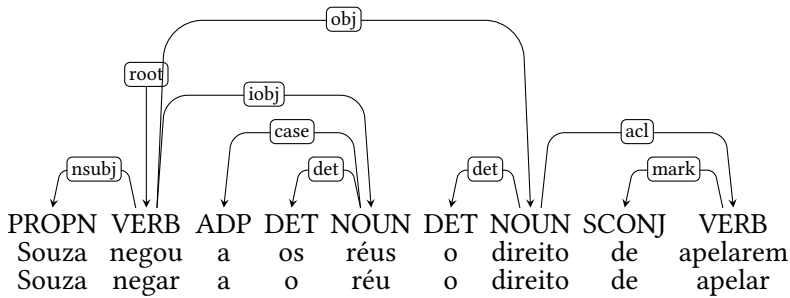 obj
root
iobj
case acl
nsubj det det mark
PROPN VERB ADP DET NOUN DET NOUN SCONJ VERB
Souza negou a os réus o direito de apelarem
Souza negar a o réu o direito de apelar